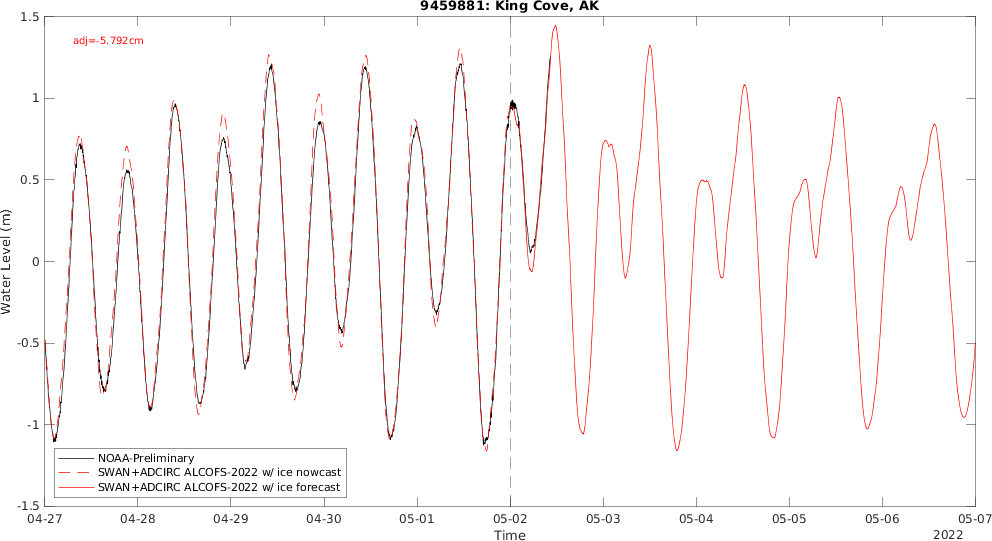 9459881: King Cove, AK
adj=-5.792cm
1.5
1
0.5
0
-0.5
-1
-1.5
Water Level (m)
NOAA-Preliminary
SWAN+ADCIRC ALCOFS-2022 w/ ice nowcast
SWAN+ADCIRC ALCOFS-2022 w/ ice forecast
04-27 04-28 04-29 04-30 05-01 05-02 05-03 05-04 05-05 05-06 05-07
Time
2022